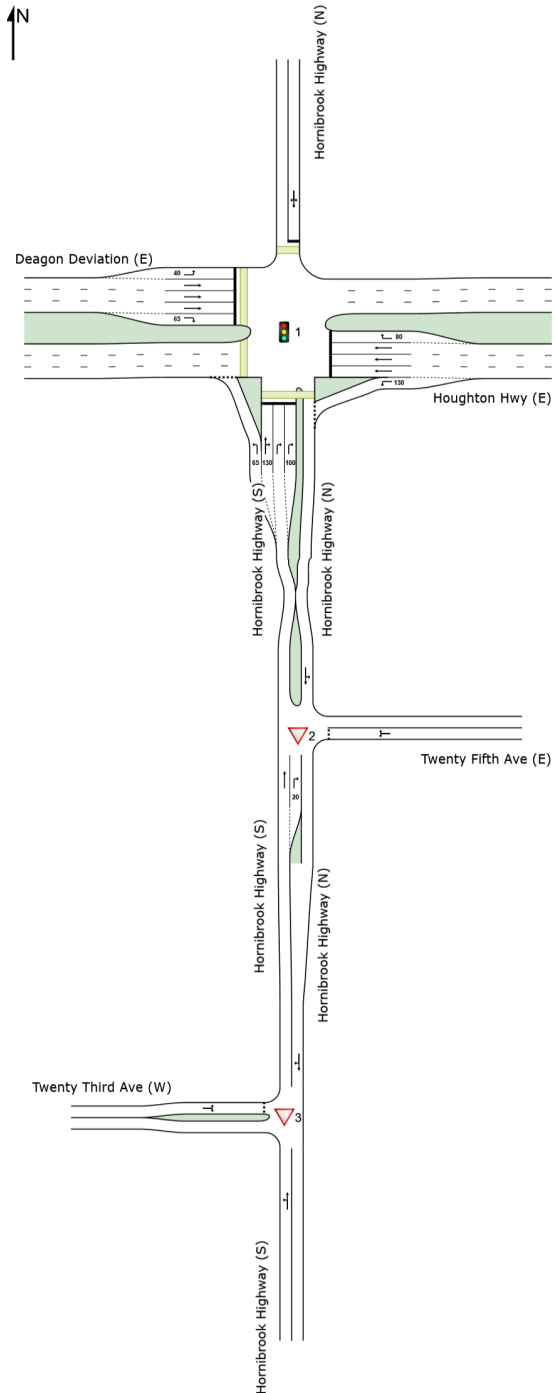 N
Hornibrook Highway (N)
Deagon Deviation (E)
40
65
1
80
130
Houghton Hwy (E)
65
130
100
Hornibrook Highway (S)
Hornibrook Highway (N)
2
Twenty Fifth Ave (E)
20
Hornibrook Highway (S)
Hornibrook Highway (N)
Twenty Third Ave (W)
3
Hornibrook Highway (S)